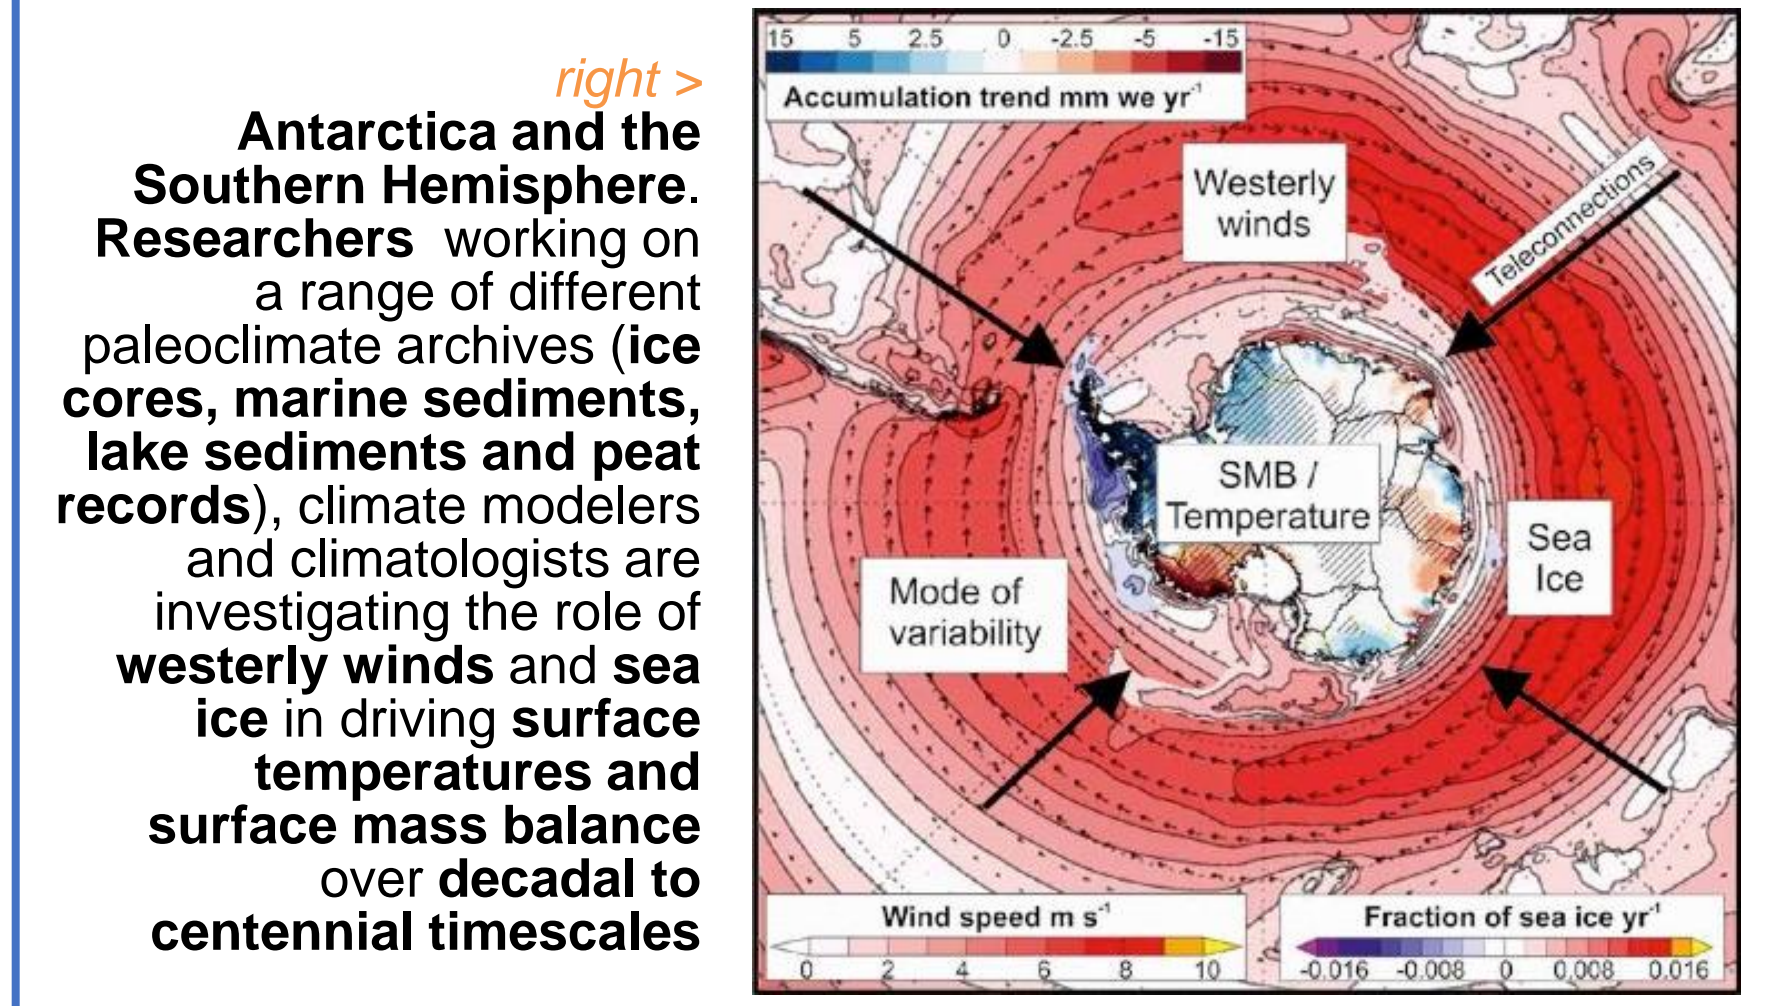 right >
Antarctica and the
Southern Hemisphere.
Researchers  working on
a range of different
paleoclimate archives (ice
cores, marine sediments,
lake sediments and peat
records), climate modelers
and climatologists are
investigating the role of
westerly winds and sea
ice in driving surface
temperatures and
surface mass balance
over decadal to
centennial timescales
15 5 2.5 0 -2.5 -5 -15
Accumulation trend mm we yr⁻¹
Westerly
winds
Teleconnections
SMB /
Temperature
Sea
Ice
Mode of
variability
Wind speed m s⁻¹
0 2 4 6 8 10
Fraction of sea ice yr⁻¹
-0.016 -0.008 0 0,008 0.016